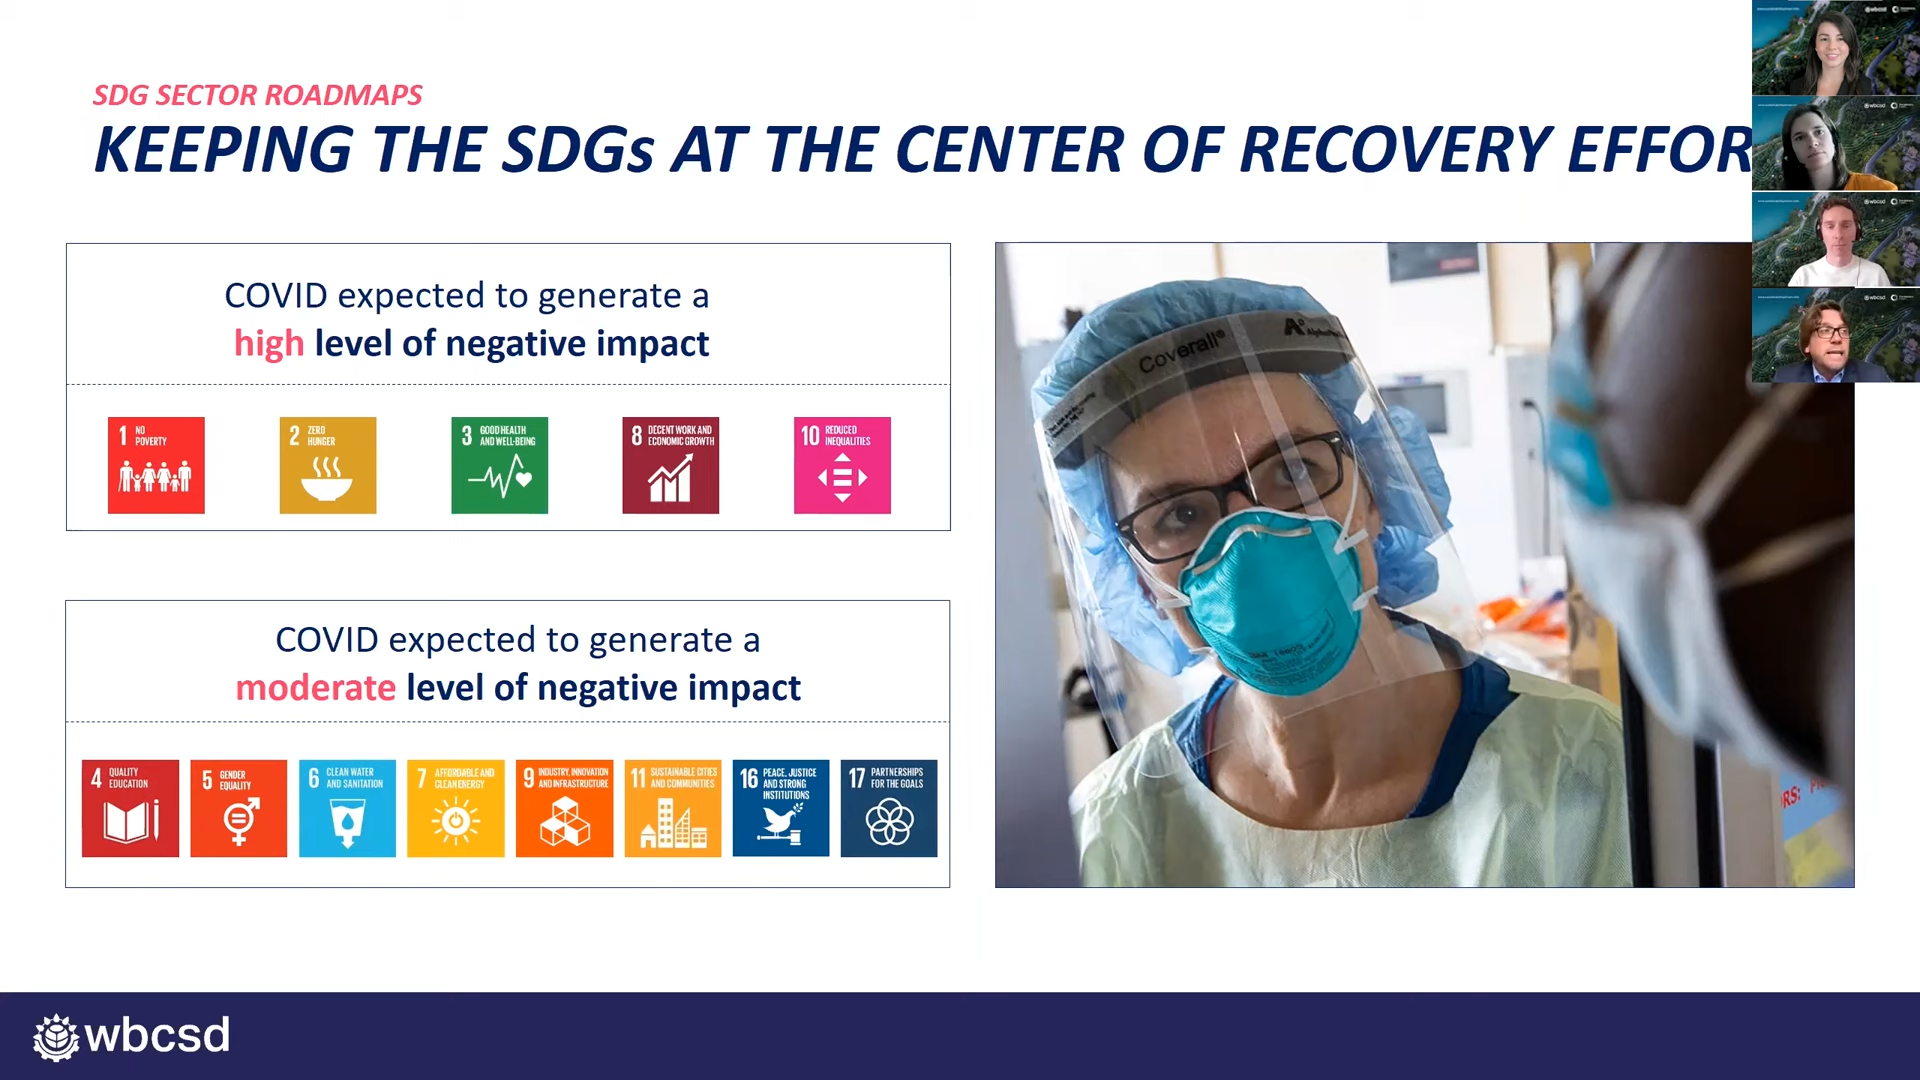 SDG SECTOR ROADMAPS
KEEPING THE SDGs AT THE CENTER OF RECOVERY EFFOR
COVID expected to generate a
high level of negative impact
1 NO
POVERTY
2 ZERO
HUNGER
3 GOOD HEALTH
AND WELL-BEING
8 DECENT WORK AND
ECONOMIC GROWTH
10 REDUCED
INEQUALITIES
COVID expected to generate a
moderate level of negative impact
4 QUALITY
EDUCATION
5 GENDER
EQUALITY
6 CLEAN WATER
AND SANITATION
7 AFFORDABLE AND
CLEAN ENERGY
9 INDUSTRY, INNOVATION
AND INFRASTRUCTURE
11 SUSTAINABLE CITIES
AND COMMUNITIES
16 PEACE, JUSTICE
AND STRONG
INSTITUTIONS
17 PARTNERSHIPS
FOR THE GOALS
Coverall®
wbcsd
wbcsd
wbcsd
wbcsd
wbcsd